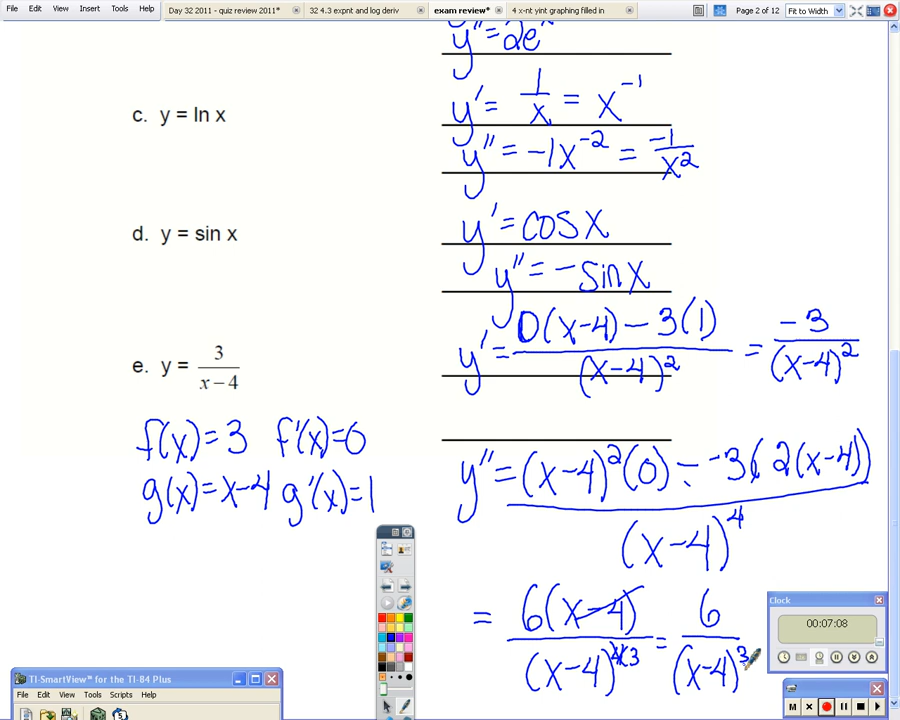 File Edit View Insert Tools Help
Day 32 2011 - quiz review 2011*
32 4.3 expnt and log deriv
exam review*
4 x-nt yint graphing filled in
Page 2 of 12
Fit to Width
y'' = 2e^x
c. y = ln x
y' = 1/x = x^-1
y'' = -1x^-2 = -1/x^2
d. y = sin x
y' = cos x
y'' = -sin x
e. y = 3/(x-4)
y' = 0(x-4) - 3(1)/(x-4)^2 = -3/(x-4)^2
f(x) = 3 f'(x) = 0
g(x) = x-4 g'(x) = 1
y'' = (x-4)^2(0) - -3(2(x-4))/(x-4)^4
= 6(x-4)/(x-4)^4 3 = 6/(x-4)^3
Clock
00:07:08
TI-SmartView™ TI-84 Plus
File Edit View Tools Scripts Help